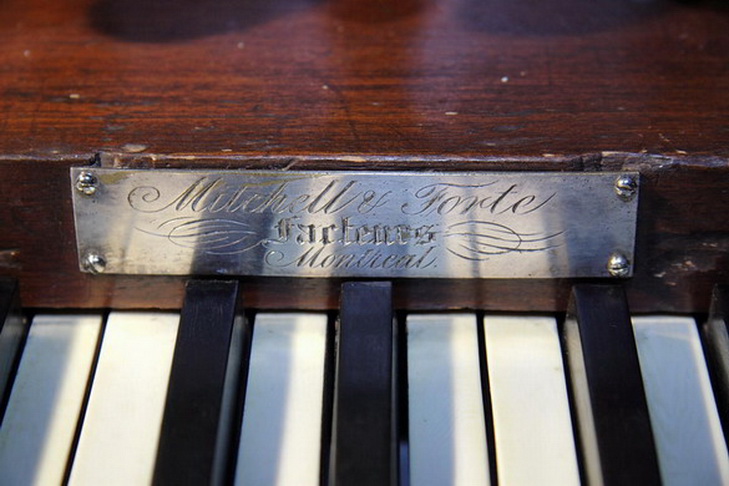 Mitchell & Forte
Facteurs
Montreal.